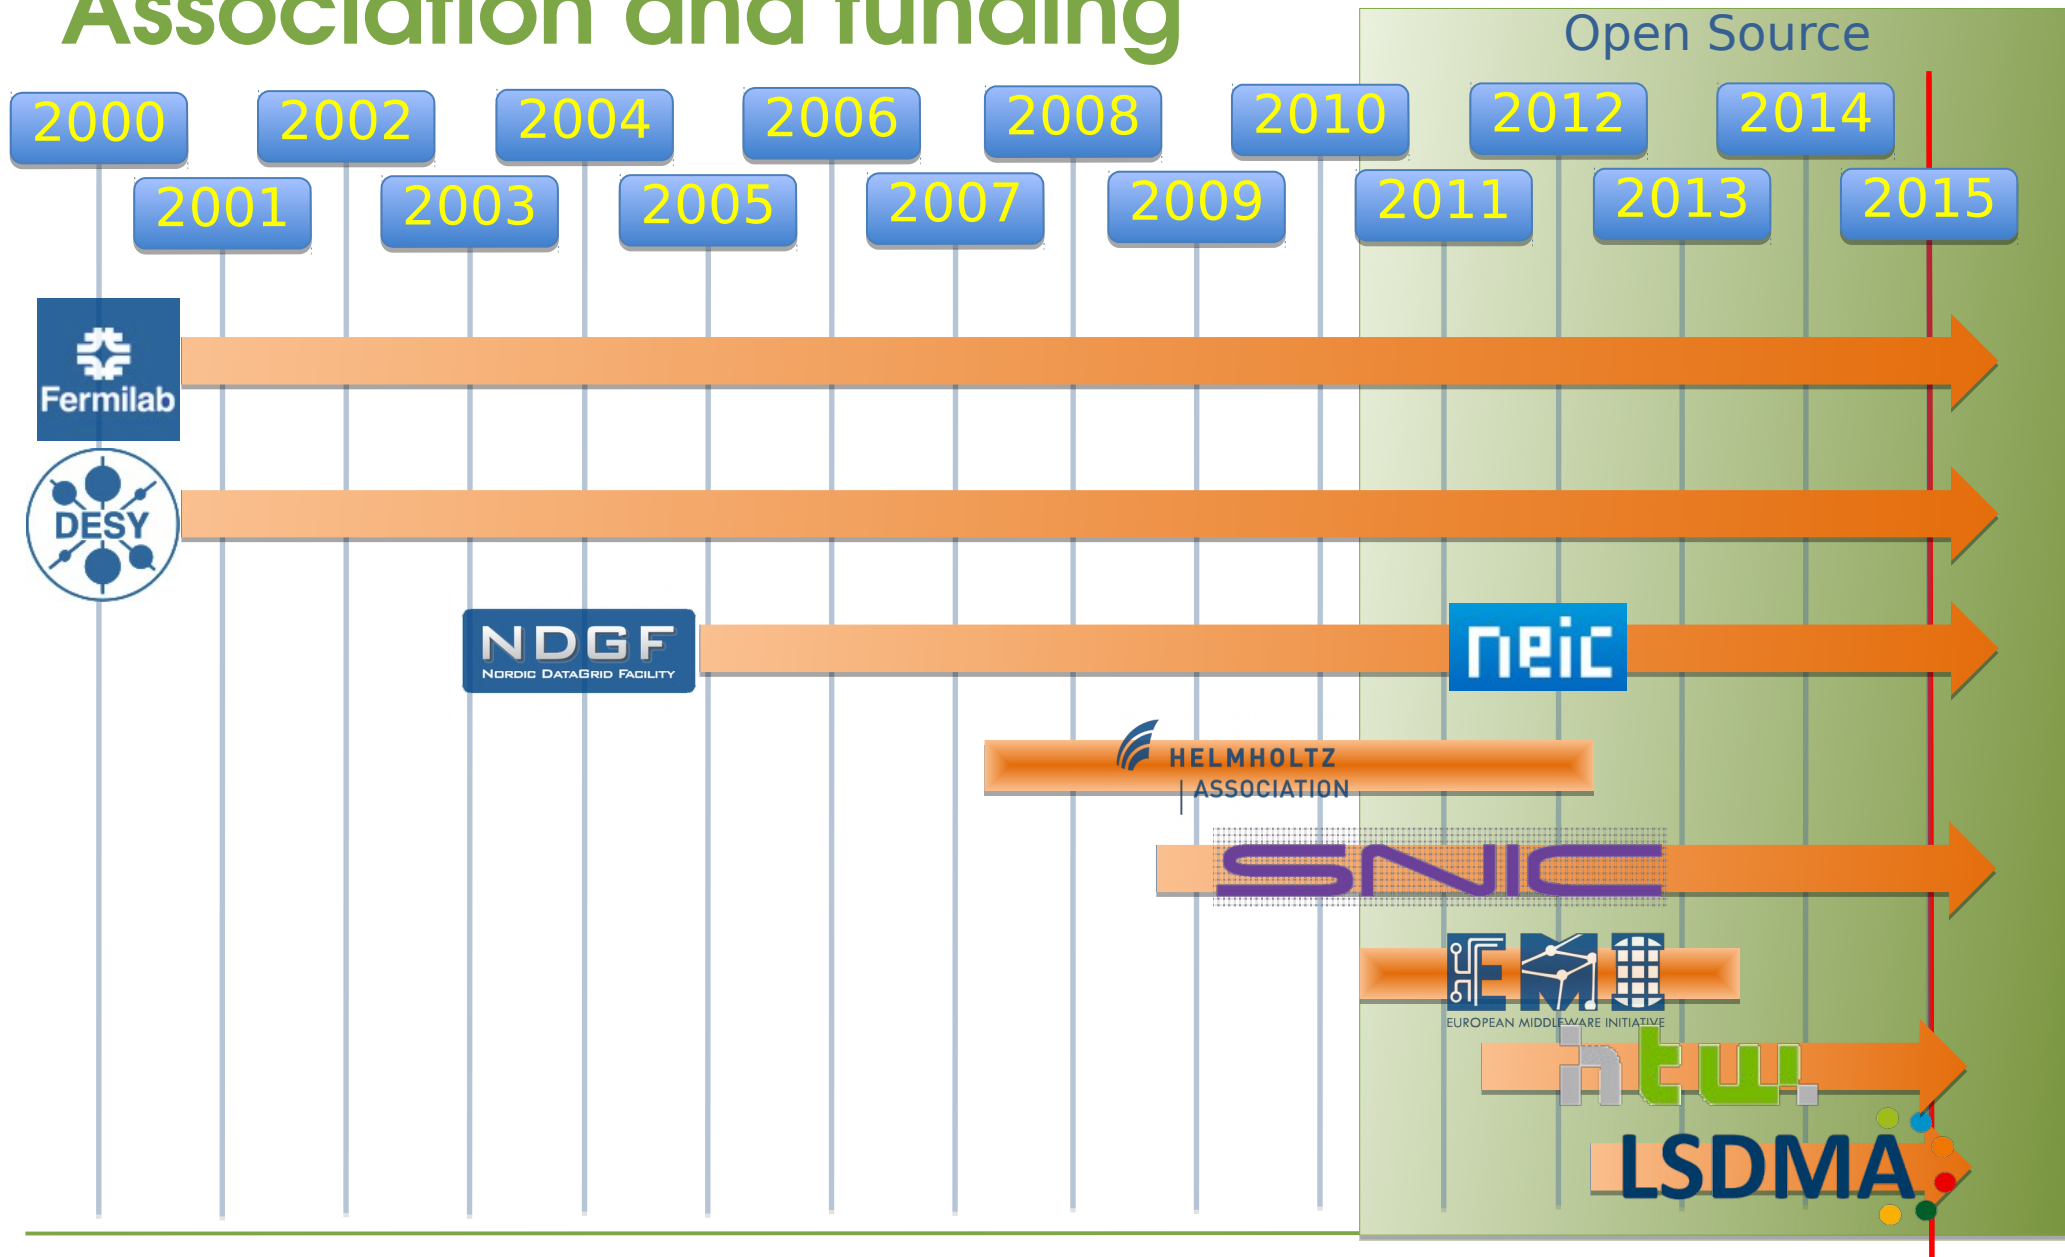 Association and funding
Open Source
2000
2002
2004
2006
2008
2010
2012
2014
2001
2003
2005
2007
2009
2011
2013
2015
Fermilab
DESY
NDGF
NORDIC DATAGRID FACILITY
neic
HELMHOLTZ
| ASSOCIATION
SNIC
EMI
EUROPEAN MIDDLEWARE INITIATIVE
htw.
LSDMA